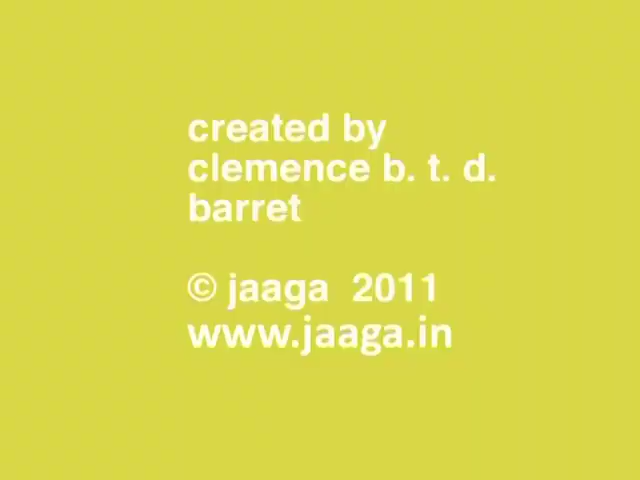 created by
clemence b. t. d.
barret
© jaaga 2011
www.jaaga.in